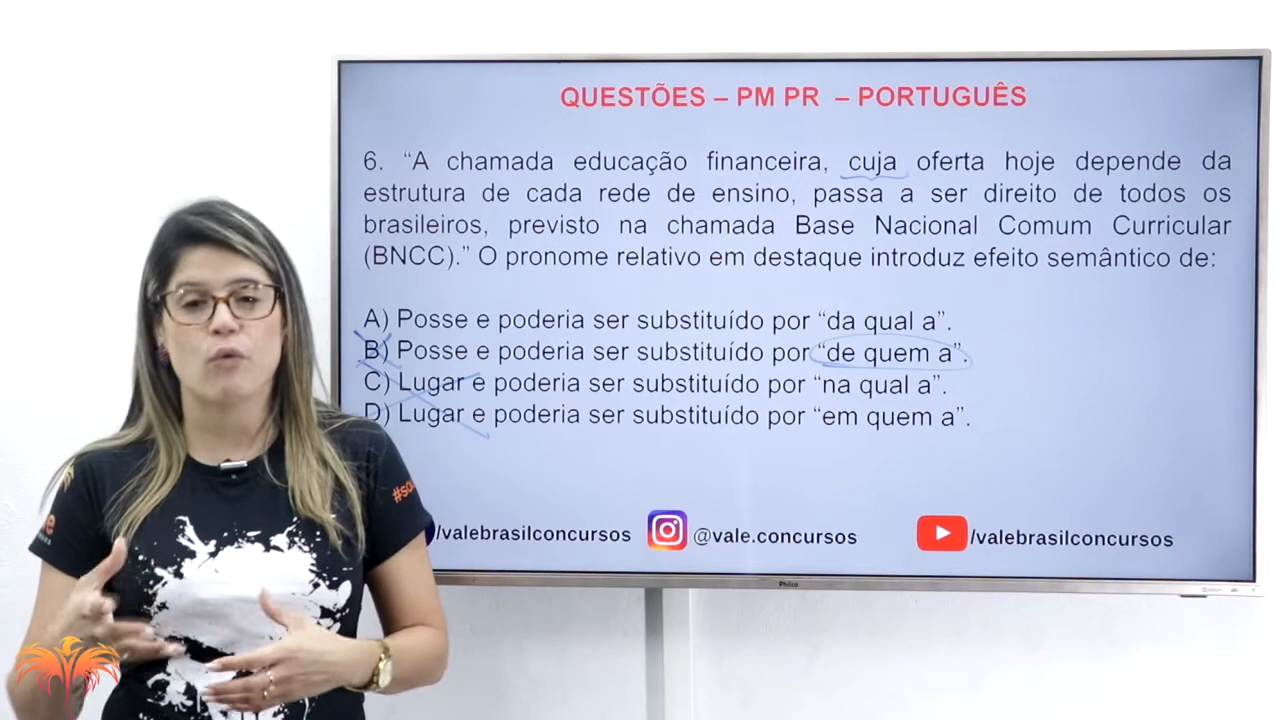 QUESTÕES – PM PR – PORTUGUÊS
6. “A chamada educação financeira, cuja oferta hoje depende da
estrutura de cada rede de ensino, passa a ser direito de todos os
brasileiros, previsto na chamada Base Nacional Comum Curricular
(BNCC).” O pronome relativo em destaque introduz efeito semântico de:
A) Posse e poderia ser substituído por “da qual a”.
B) Posse e poderia ser substituído por “de quem a”.
C) Lugar e poderia ser substituído por “na qual a”.
D) Lugar e poderia ser substituído por “em quem a”.
/valebrasilconcursos
@vale.concursos
/valebrasilconcursos
Philco